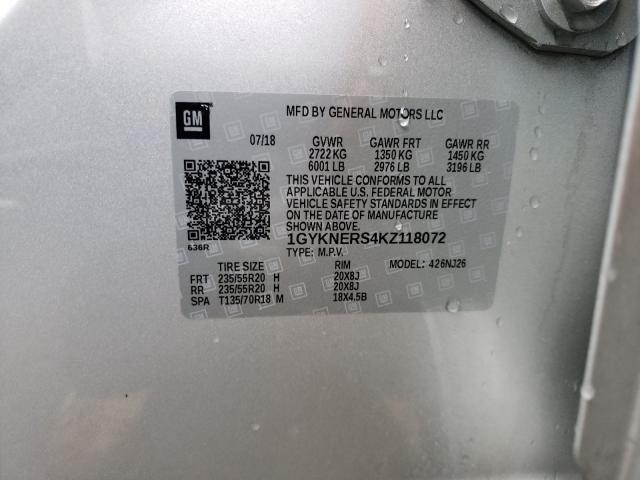 GM
MFD BY GENERAL MOTORS LLC
07/18 GVWR GAWR FRT GAWR RR
2722 KG 1350 KG 1450 KG
6001 LB 2976 LB 3196 LB
THIS VEHICLE CONFORMS TO ALL
APPLICABLE U.S. FEDERAL MOTOR
VEHICLE SAFETY STANDARDS IN EFFECT
ON THE DATE OF MANUFACTURE
SHOWN ABOVE.
636R
1GYKNERS4KZ118072
TYPE: M.P.V. MODEL: 426NJ26
TIRE SIZE RIM
FRT 235/55R20 H 20X8J
RR 235/55R20 H 20X8J
SPA T135/70R18 M 18X4.5B